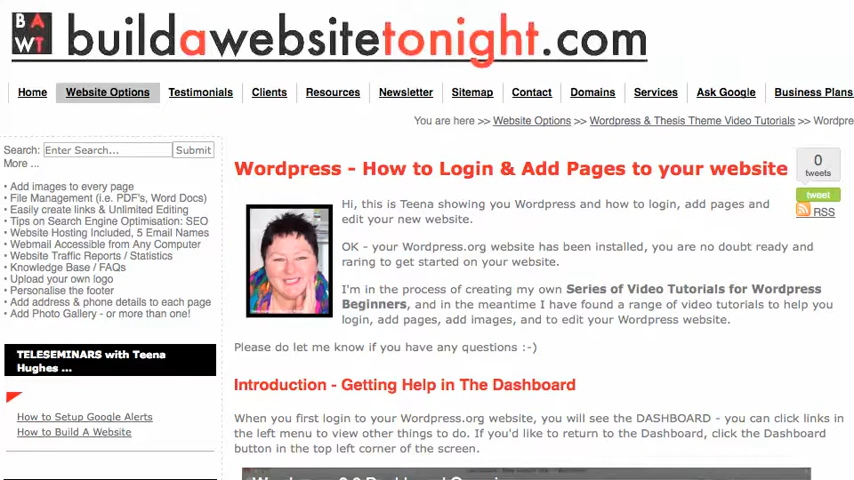 BA
WT
buildawebsitetonight.com
Home
Website Options
Testimonials
Clients
Resources
Newsletter
Sitemap
Contact
Domains
Services
Ask Google
Business Plans
You are here >> Website Options >> Wordpress & Thesis Theme Video Tutorials >> Wordpre
Search: Enter Search... Submit
More ...
• Add images to every page
• File Management (i.e. PDF's, Word Docs)
• Easily create links & Unlimited Editing
• Tips on Search Engine Optimisation: SEO
• Website Hosting Included, 5 Email Names
• Webmail Accessible from Any Computer
• Website Traffic Reports / Statistics
• Knowledge Base / FAQs
• Upload your own logo
• Personalise the footer
• Add address & phone details to each page
• Add Photo Gallery - or more than one!
TELESEMINARS with Teena
Hughes ...
How to Setup Google Alerts
How to Build A Website
Wordpress - How to Login & Add Pages to your website
0
tweets
tweet
RSS
Hi, this is Teena showing you Wordpress and how to login, add pages and
edit your new website.
OK - your Wordpress.org website has been installed, you are no doubt ready and
raring to get started on your website.
I'm in the process of creating my own Series of Video Tutorials for Wordpress
Beginners, and in the meantime I have found a range of video tutorials to help you
login, add pages, add images, and to edit your Wordpress website.
Please do let me know if you have any questions :-)
Introduction - Getting Help in The Dashboard
When you first login to your Wordpress.org website, you will see the DASHBOARD - you can click links in
the left menu to view other things to do. If you'd like to return to the Dashboard, click the Dashboard
button in the top left corner of the screen.